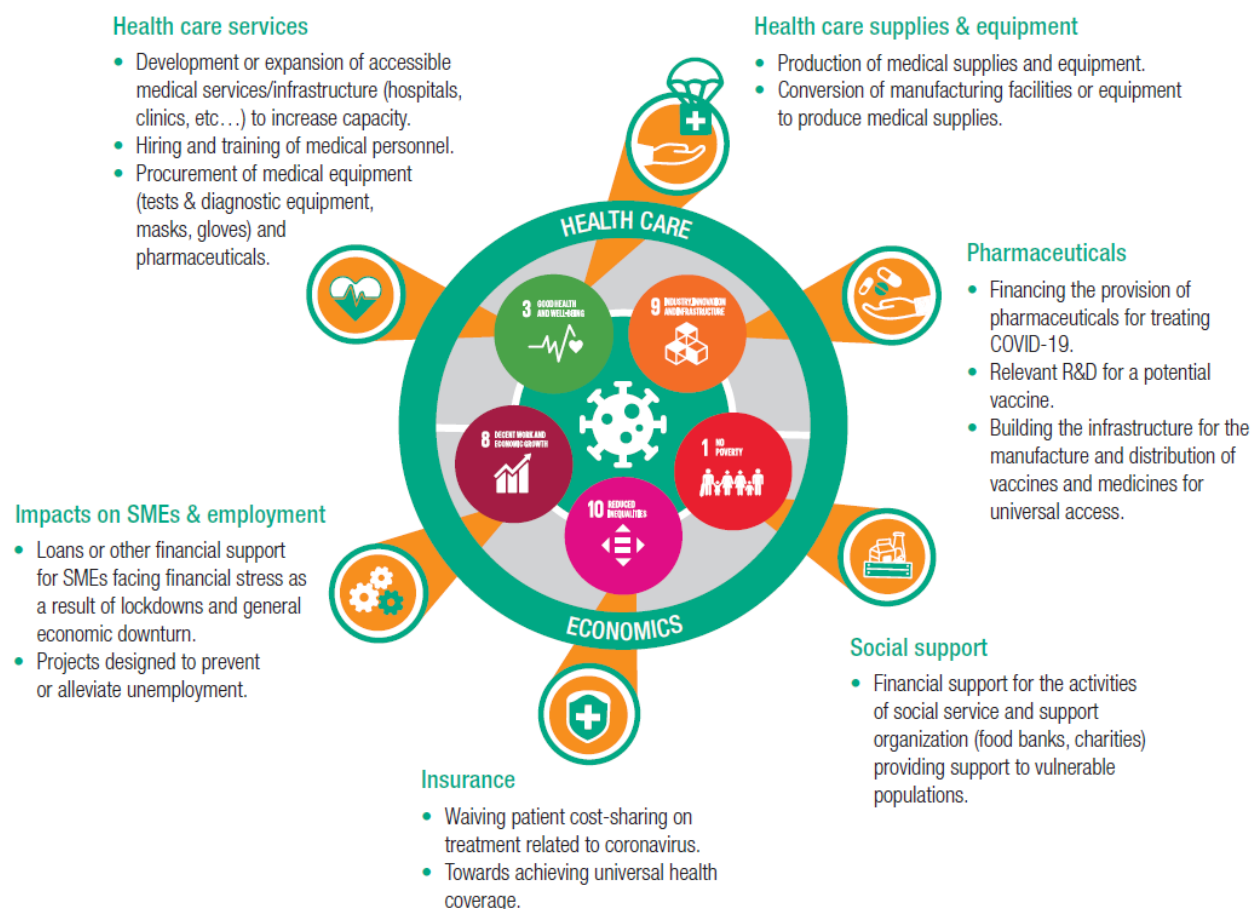 Health care services
• Development or expansion of accessible
medical services/infrastructure (hospitals,
clinics, etc…) to increase capacity.
• Hiring and training of medical personnel.
• Procurement of medical equipment
(tests & diagnostic equipment,
masks, gloves) and
pharmaceuticals.
Health care supplies & equipment
• Production of medical supplies and equipment.
• Conversion of manufacturing facilities or equipment
to produce medical supplies.
Pharmaceuticals
• Financing the provision of
pharmaceuticals for treating
COVID-19.
• Relevant R&D for a potential
vaccine.
• Building the infrastructure for the
manufacture and distribution of
vaccines and medicines for
universal access.
HEALTH CARE
3 GOOD HEALTH
AND WELL-BEING
9 INDUSTRY, INNOVATION
AND INFRASTRUCTURE
8 DECENT WORK AND
ECONOMIC GROWTH
1 NO
POVERTY
10 REDUCED
INEQUALITIES
ECONOMICS
Impacts on SMEs & employment
• Loans or other financial support
for SMEs facing financial stress as
a result of lockdowns and general
economic downturn.
• Projects designed to prevent
or alleviate unemployment.
Social support
• Financial support for the activities
of social service and support
organization (food banks, charities)
providing support to vulnerable
populations.
Insurance
• Waiving patient cost-sharing on
treatment related to coronavirus.
• Towards achieving universal health
coverage.